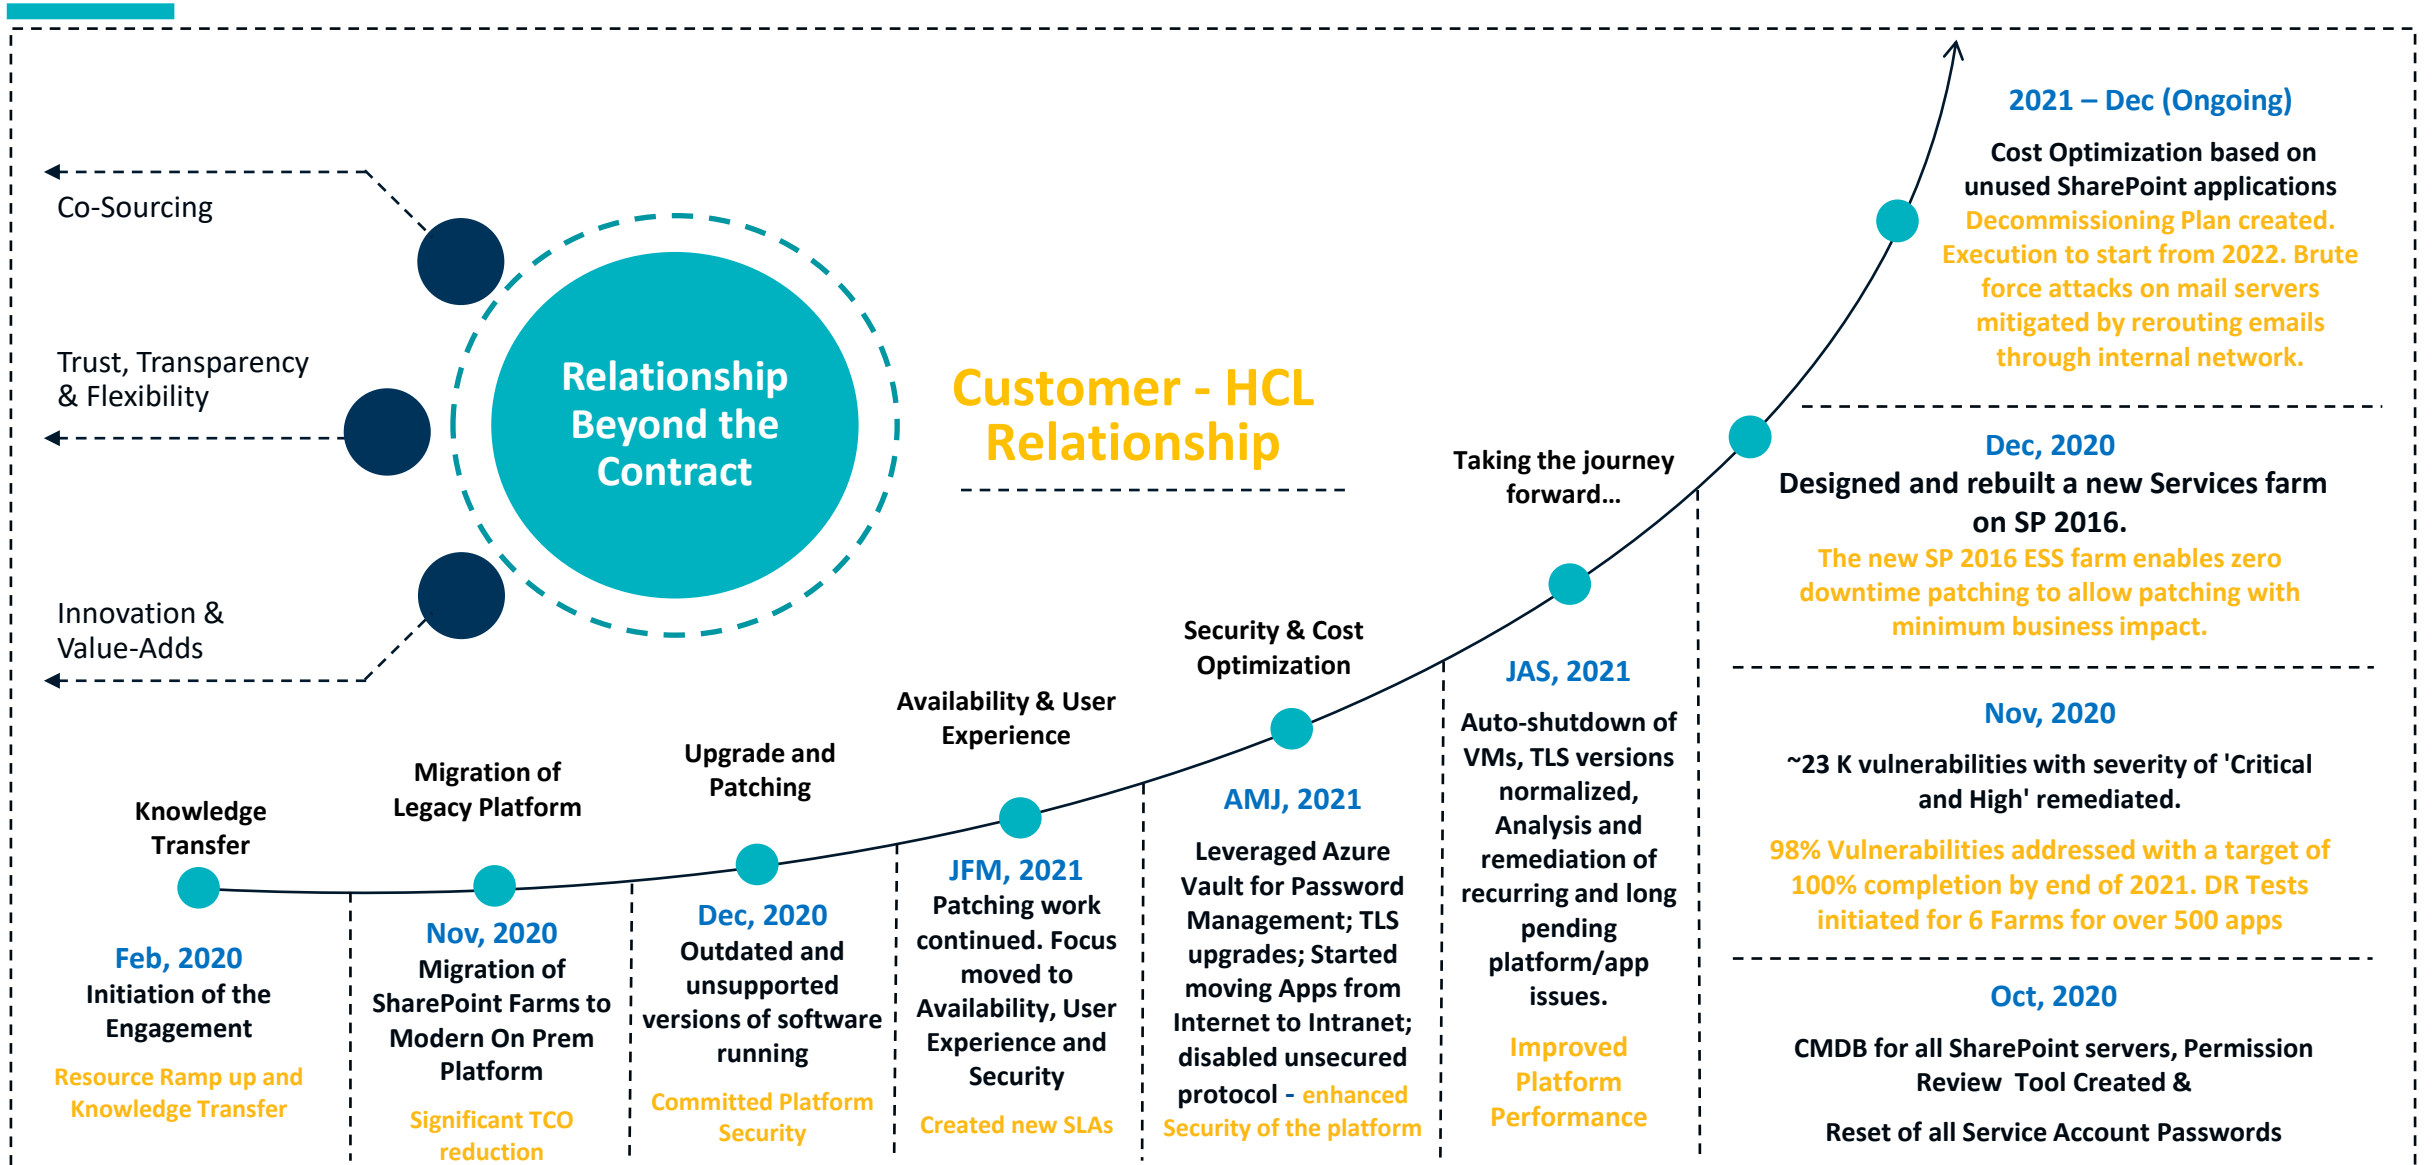 Co-Sourcing
Trust, Transparency
& Flexibility
Innovation &
Value-Adds
Relationship
Beyond the
Contract
Customer - HCL
Relationship
Knowledge
Transfer
Feb, 2020
Initiation of the
Engagement
Resource Ramp up and
Knowledge Transfer
Migration of
Legacy Platform
Nov, 2020
Migration of
SharePoint Farms to
Modern On Prem
Platform
Significant TCO
reduction
Upgrade and
Patching
Dec, 2020
Outdated and
unsupported
versions of software
running
Committed Platform
Security
Availability & User
Experience
JFM, 2021
Patching work
continued. Focus
moved to
Availability, User
Experience and
Security
Created new SLAs
Security & Cost
Optimization
AMJ, 2021
Leveraged Azure
Vault for Password
Management; TLS
upgrades; Started
moving Apps from
Internet to Intranet;
disabled unsecured
protocol - enhanced
Security of the platform
Taking the journey
forward...
JAS, 2021
Auto-shutdown of
VMs, TLS versions
normalized,
Analysis and
remediation of
recurring and long
pending
platform/app
issues.
Improved
Platform
Performance
2021 – Dec (Ongoing)
Cost Optimization based on
unused SharePoint applications
Decommissioning Plan created.
Execution to start from 2022. Brute
force attacks on mail servers
mitigated by rerouting emails
through internal network.
Dec, 2020
Designed and rebuilt a new Services farm
on SP 2016.
The new SP 2016 ESS farm enables zero
downtime patching to allow patching with
minimum business impact.
Nov, 2020
~23 K vulnerabilities with severity of 'Critical
and High' remediated.
98% Vulnerabilities addressed with a target of
100% completion by end of 2021. DR Tests
initiated for 6 Farms for over 500 apps
Oct, 2020
CMDB for all SharePoint servers, Permission
Review Tool Created &
Reset of all Service Account Passwords